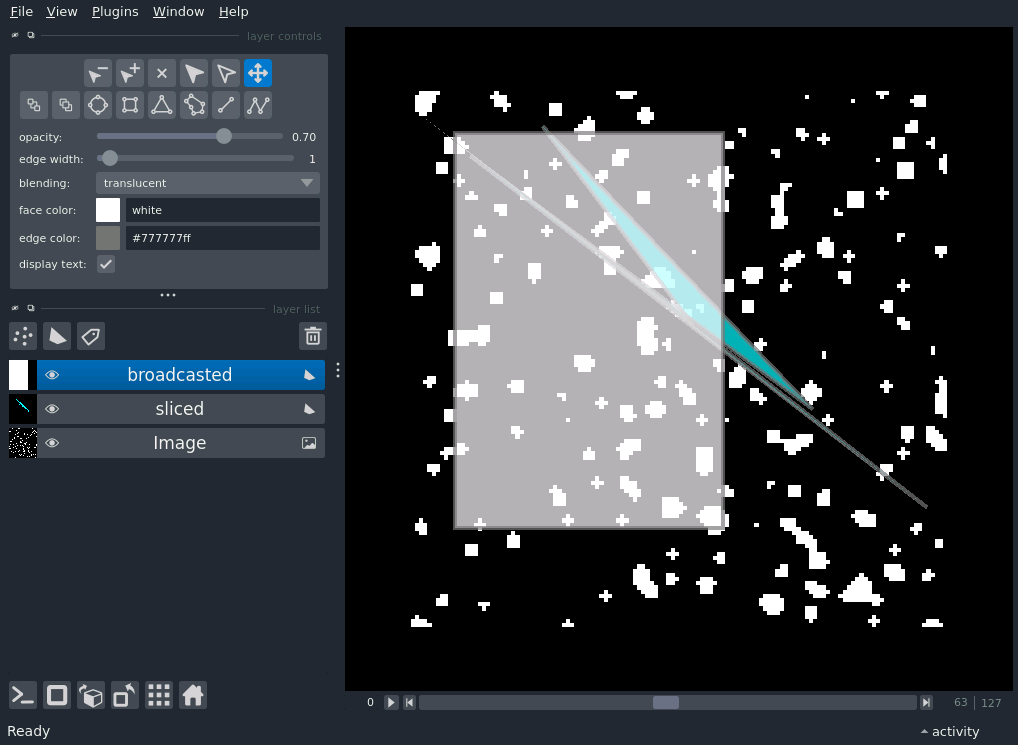 File View Plugins Window Help
layer controls
opacity: 0.70
edge width: 1
blending: translucent
face color: white
edge color: #777777ff
display text:
layer list
broadcasted
sliced
Image
0 63 | 127
Ready activity